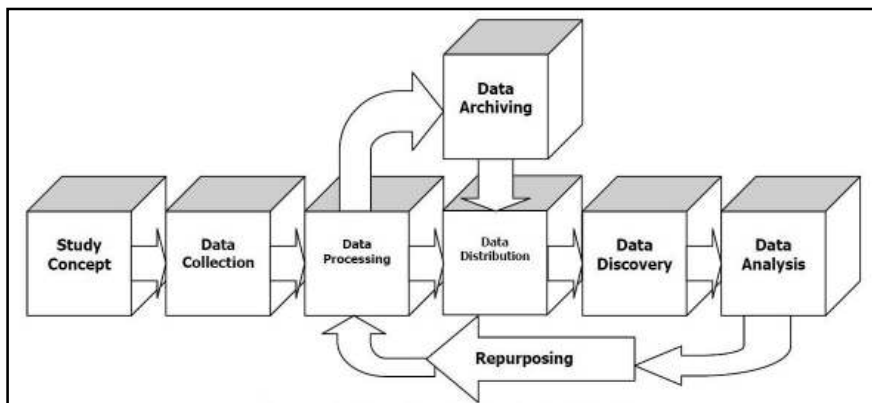 Data
Archiving
Study
Concept
Data
Collection
Data
Processing
Data
Distribution
Data
Discovery
Data
Analysis
Repurposing